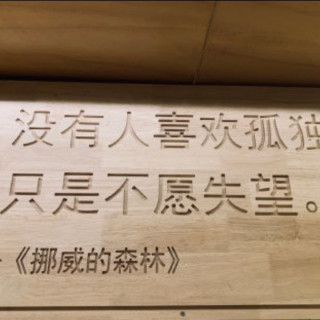 没有人喜欢孤独
只是不愿失望。
《挪威的森林》